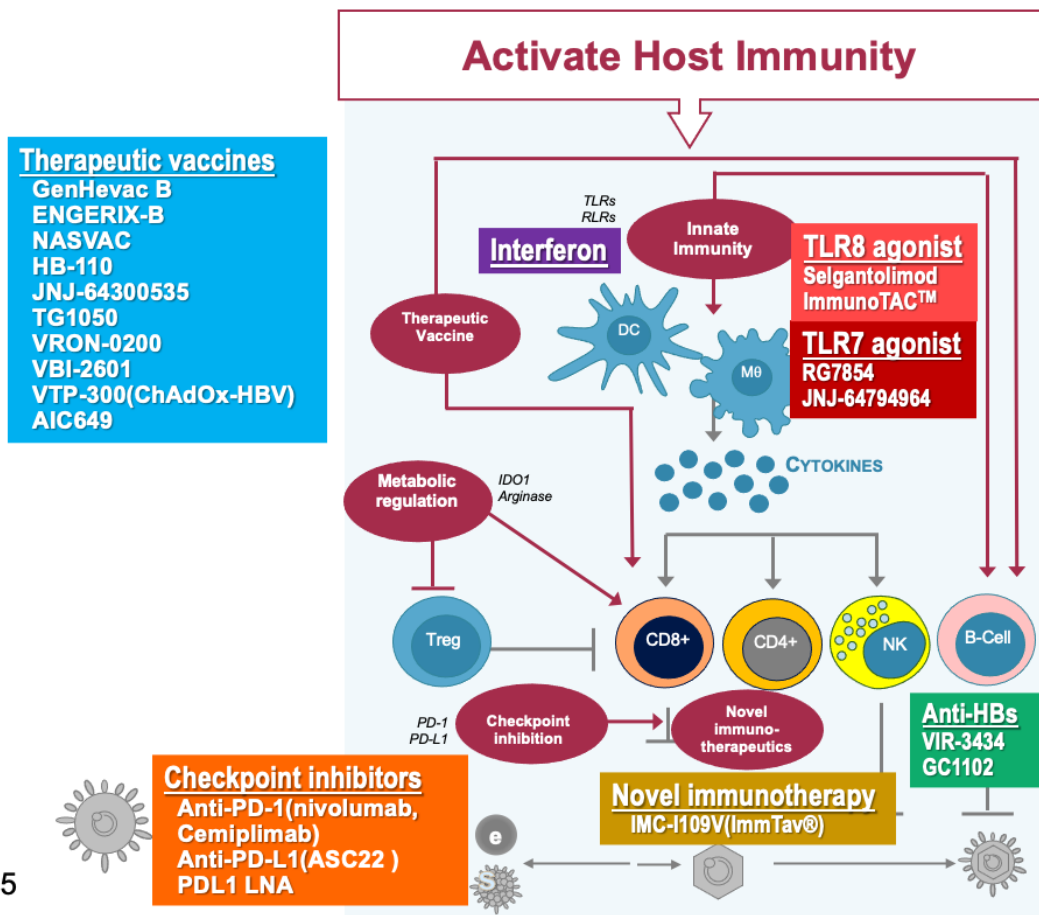 Activate Host Immunity
Therapeutic vaccines
GenHevac B
ENGERIX-B
NASVAC
HB-110
JNJ-64300535
TG1050
VRON-0200
VBI-2601
VTP-300(ChAdOx-HBV)
AIC649
TLRs
RLRs
Interferon
Innate
Immunity
TLR8 agonist
Selgantolimod
ImmunoTAC™
TLR7 agonist
RG7854
JNJ-64794964
Therapeutic
Vaccine
DC
Mθ
CYTOKINES
Metabolic
regulation
IDO1
Arginase
Treg
CD8+
CD4+
NK
B-Cell
PD-1
PD-L1
Checkpoint
inhibition
Novel
immuno-
therapeutics
Anti-HBs
VIR-3434
GC1102
Checkpoint inhibitors
Anti-PD-1(nivolumab,
Cemiplimab)
Anti-PD-L1(ASC22 )
PDL1 LNA
Novel immunotherapy
IMC-I109V(ImmTav®)
e
S
5